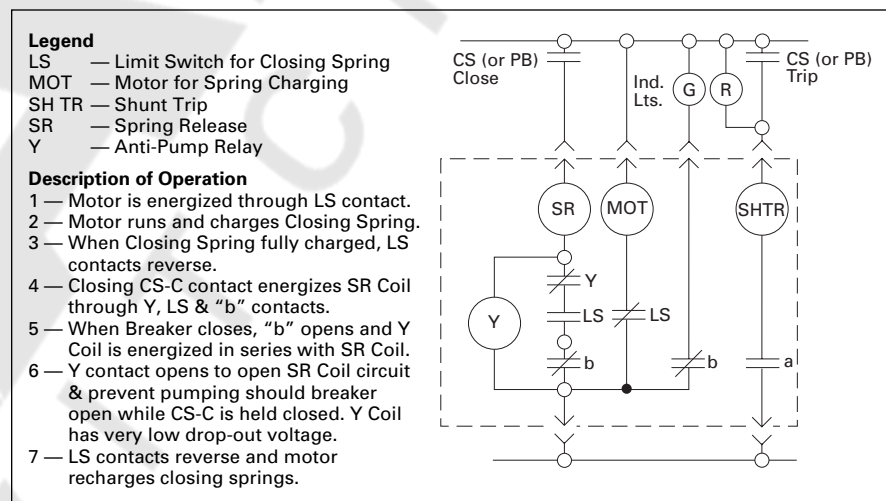 Legend
LS — Limit Switch for Closing Spring
MOT — Motor for Spring Charging
SH TR — Shunt Trip
SR — Spring Release
Y — Anti-Pump Relay
Description of Operation
1 — Motor is energized through LS contact.
2 — Motor runs and charges Closing Spring.
3 — When Closing Spring fully charged, LS
contacts reverse.
4 — Closing CS-C contact energizes SR Coil
through Y, LS & “b” contacts.
5 — When Breaker closes, “b” opens and Y
Coil is energized in series with SR Coil.
6 — Y contact opens to open SR Coil circuit
& prevent pumping should breaker
open while CS-C is held closed. Y Coil
has very low drop-out voltage.
7 — LS contacts reverse and motor
recharges closing springs.
CS (or PB)
Close
Ind.
Lts.
G
R
CS (or PB)
Trip
SR
MOT
SHTR
Y
Y
LS
LS
b
b
a